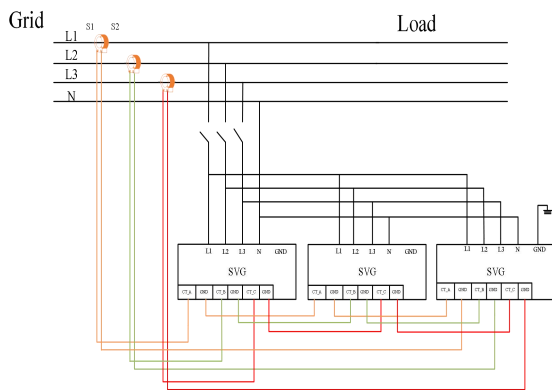 Grid
S1 S2
Load
L1
L2
L3
N
L1 L2 L3 N GND
SVG
CT_A GND CT_B GND CT_C GND
L1 L2 L3 N GND
SVG
CT_A GND CT_B GND CT_C GND
L1 L2 L3 N GND
SVG
CT_A GND CT_B GND CT_C GND